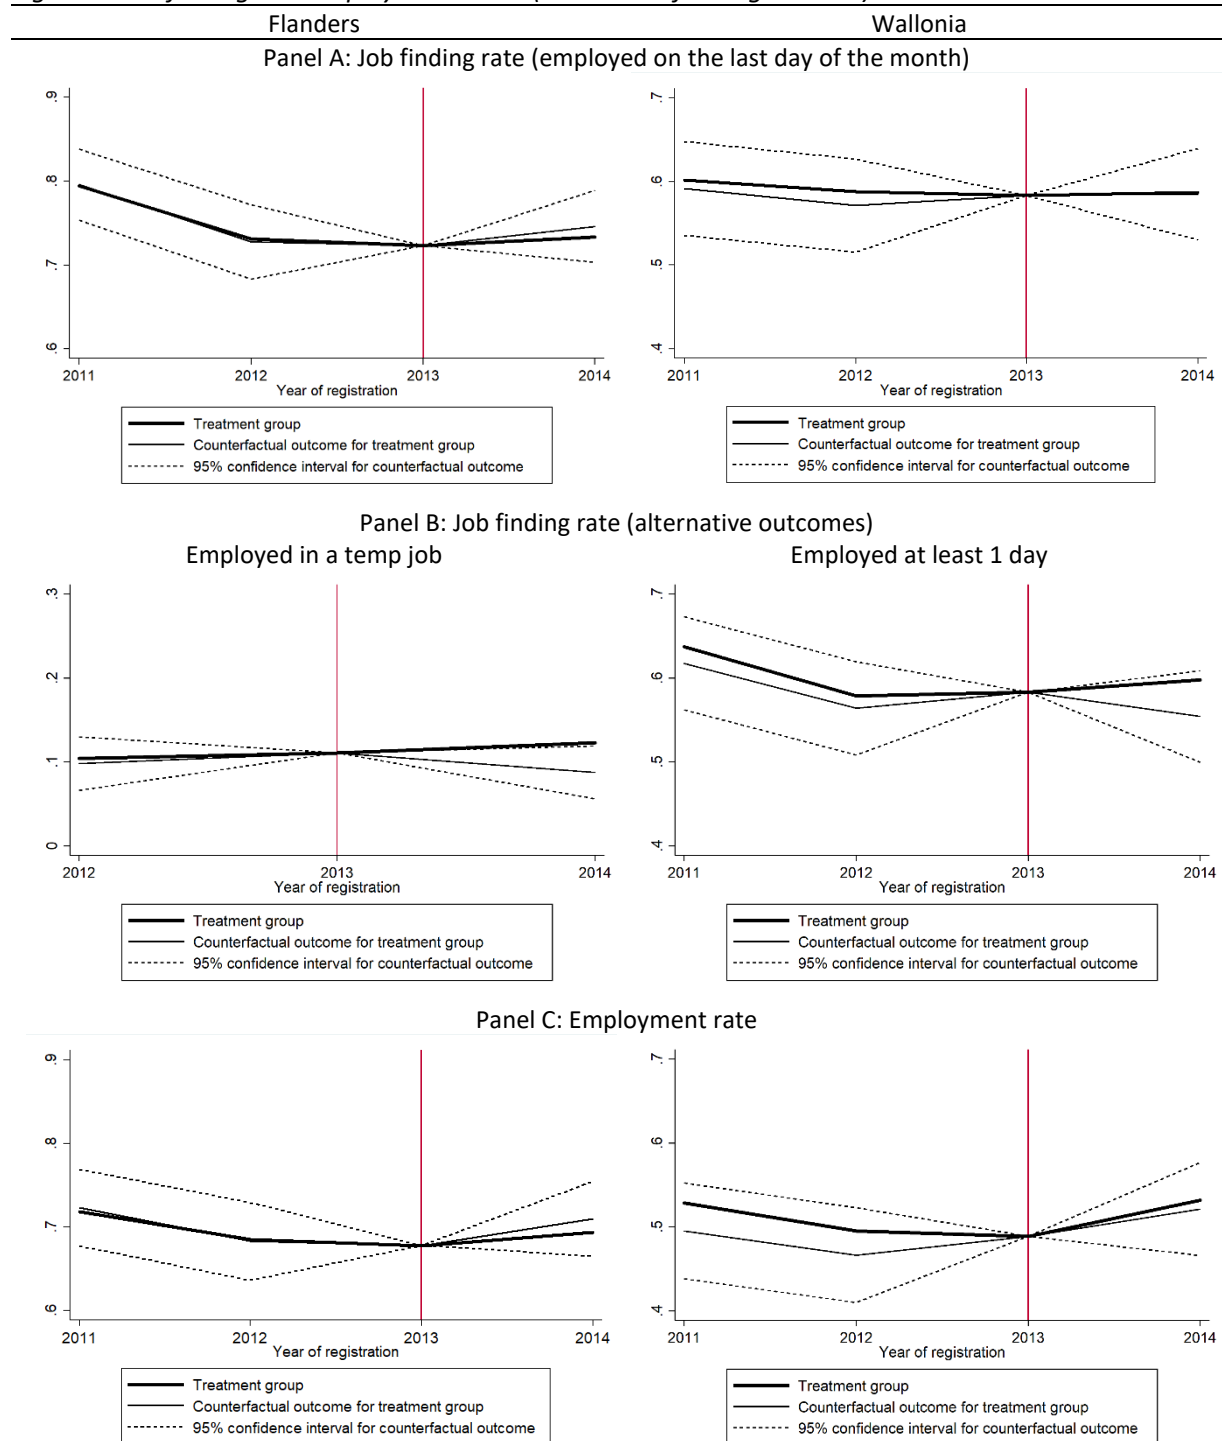 Flanders Wallonia
Panel A: Job finding rate (employed on the last day of the month)
.9 .8 .7 .6
2011 2012 2013 2014
Year of registration
Treatment group
Counterfactual outcome for treatment group
95% confidence interval for counterfactual outcome
.7 .6 .5 .4
2011 2012 2013 2014
Year of registration
Treatment group
Counterfactual outcome for treatment group
95% confidence interval for counterfactual outcome
Panel B: Job finding rate (alternative outcomes)
Employed in a temp job Employed at least 1 day
.3 .2 .1 0
2012 2013 2014
Year of registration
Treatment group
Counterfactual outcome for treatment group
95% confidence interval for counterfactual outcome
.7 .6 .5 .4
2011 2012 2013 2014
Year of registration
Treatment group
Counterfactual outcome for treatment group
95% confidence interval for counterfactual outcome
Panel C: Employment rate
.9 .8 .7 .6
2011 2012 2013 2014
Year of registration
Treatment group
Counterfactual outcome for treatment group
95% confidence interval for counterfactual outcome
.7 .6 .5 .4
2011 2012 2013 2014
Year of registration
Treatment group
Counterfactual outcome for treatment group
95% confidence interval for counterfactual outcome